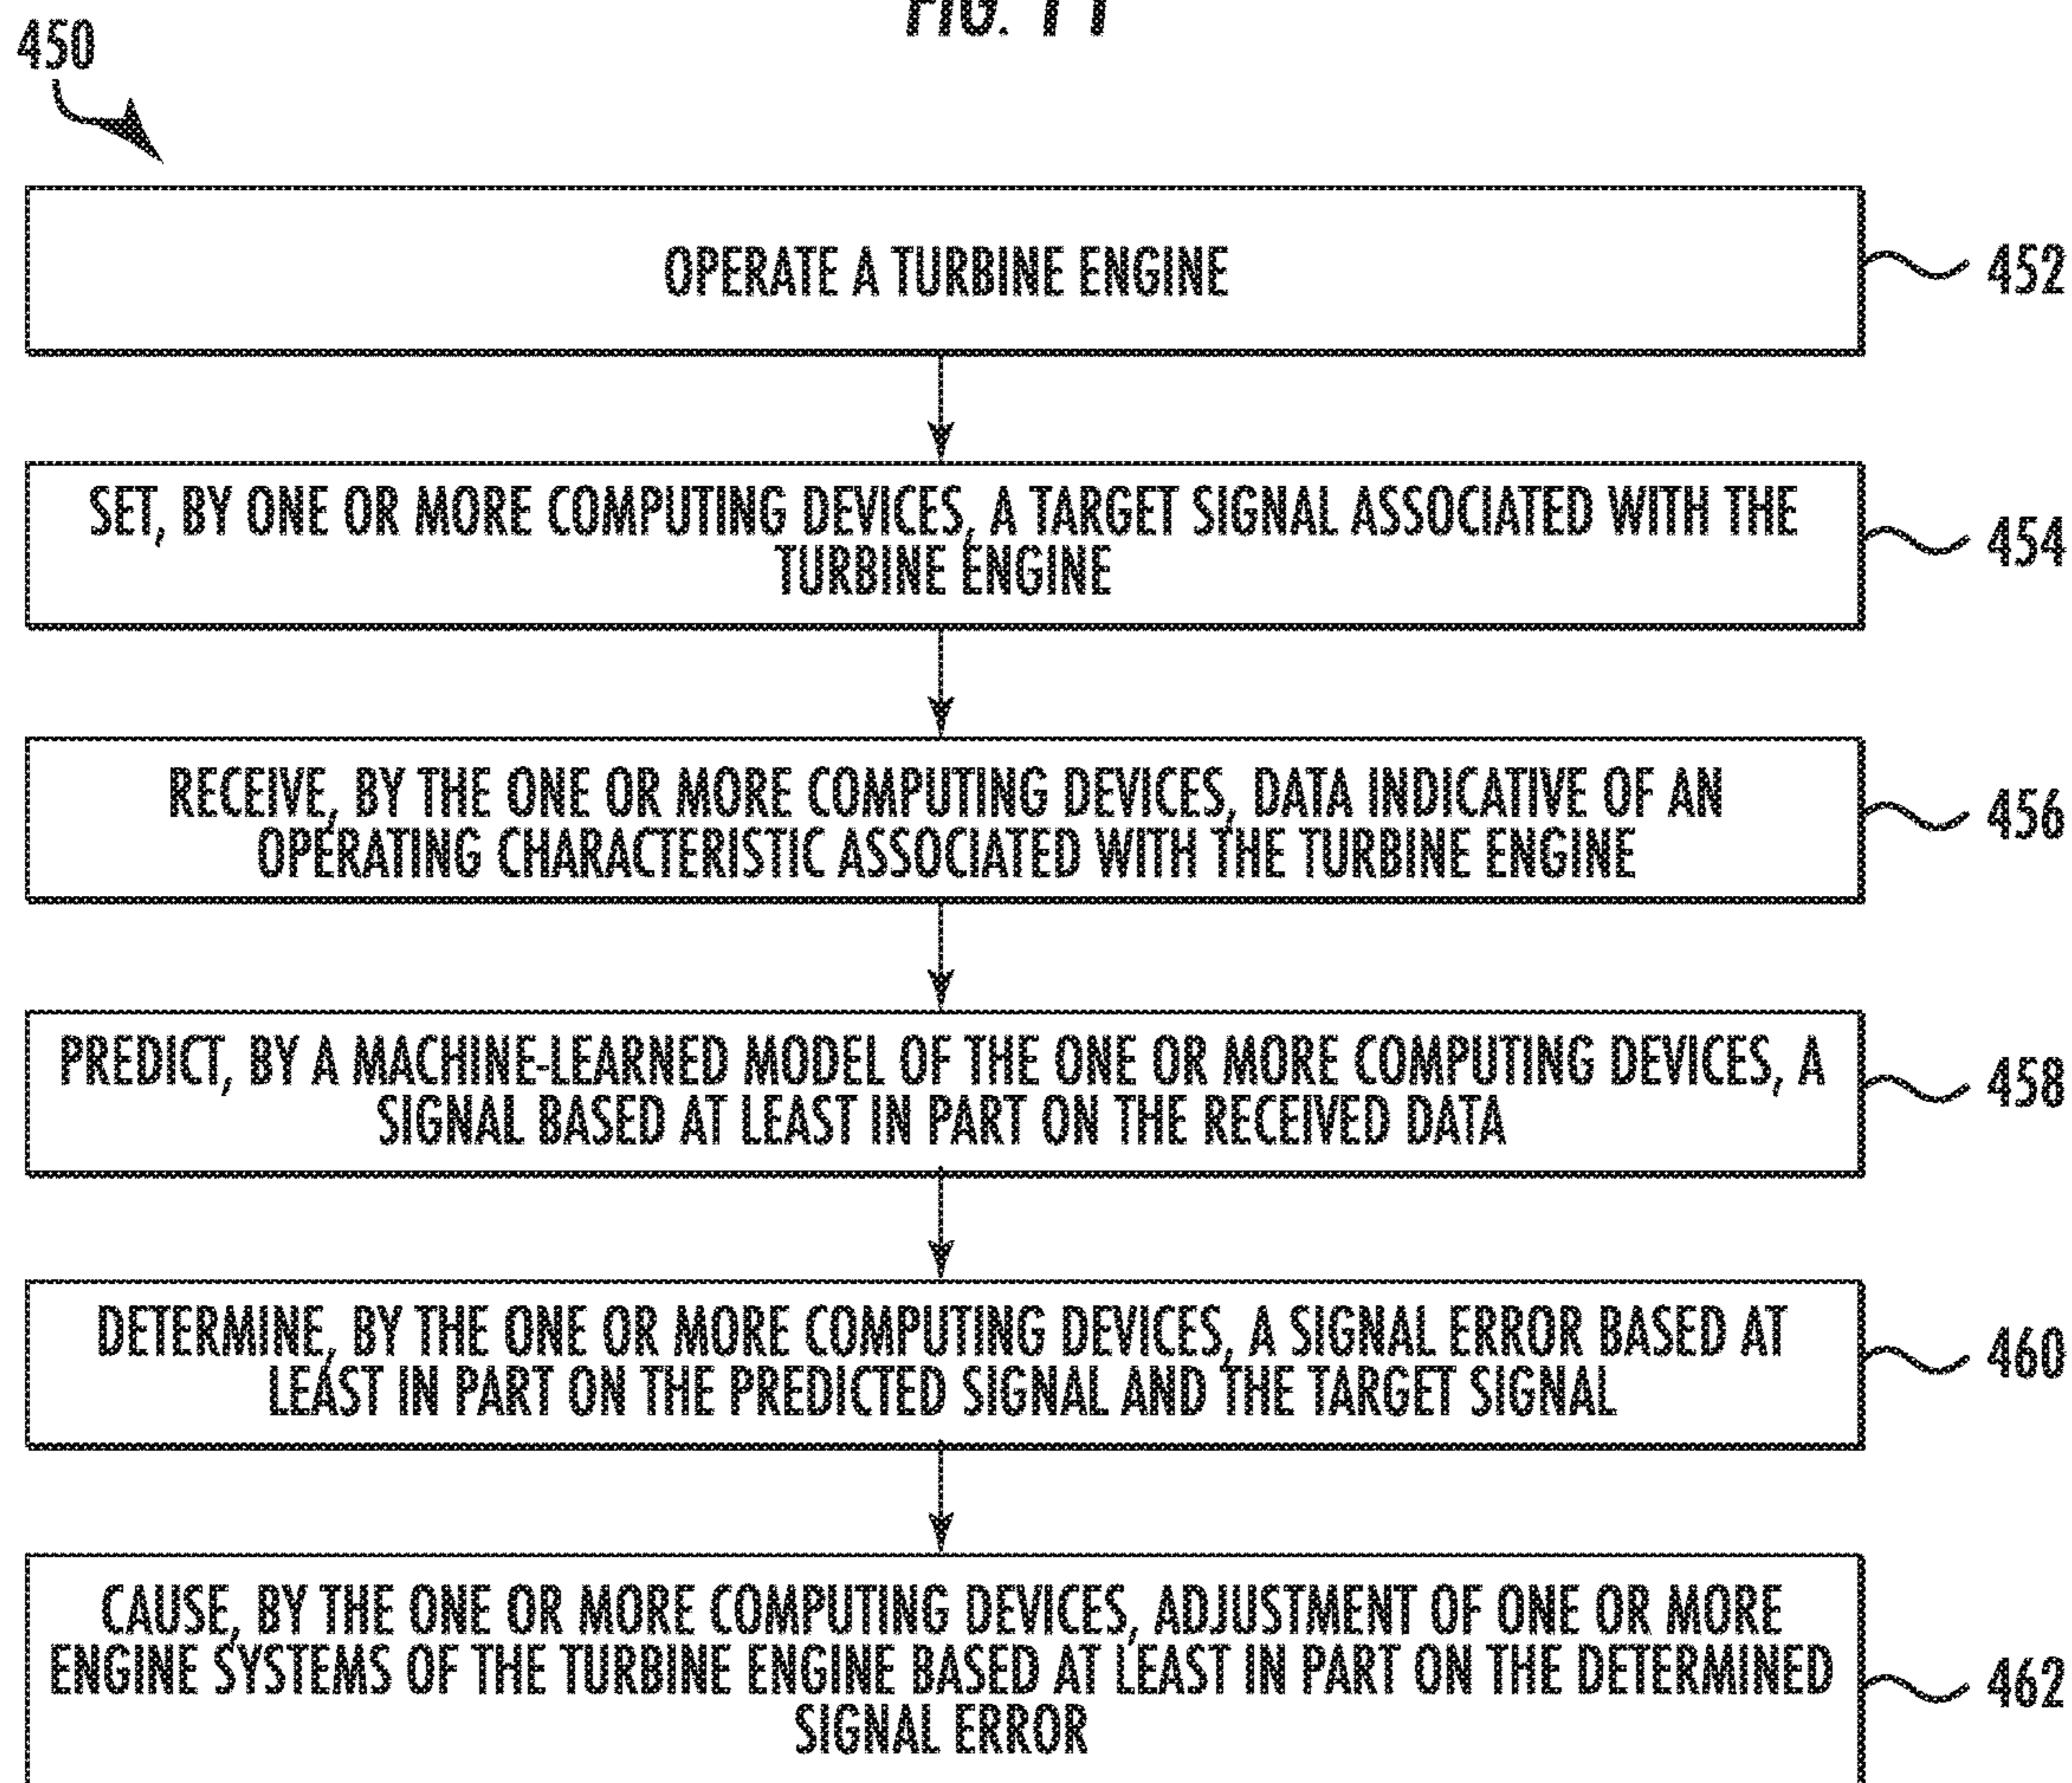 FIG. 11
450
OPERATE A TURBINE ENGINE
452
SET, BY ONE OR MORE COMPUTING DEVICES, A TARGET SIGNAL ASSOCIATED WITH THE
TURBINE ENGINE
454
RECEIVE, BY THE ONE OR MORE COMPUTING DEVICES, DATA INDICATIVE OF AN
OPERATING CHARACTERISTIC ASSOCIATED WITH THE TURBINE ENGINE
456
PREDICT, BY A MACHINE-LEARNED MODEL OF THE ONE OR MORE COMPUTING DEVICES, A
SIGNAL BASED AT LEAST IN PART ON THE RECEIVED DATA
458
DETERMINE, BY THE ONE OR MORE COMPUTING DEVICES, A SIGNAL ERROR BASED AT
LEAST IN PART ON THE PREDICTED SIGNAL AND THE TARGET SIGNAL
460
CAUSE, BY THE ONE OR MORE COMPUTING DEVICES, ADJUSTMENT OF ONE OR MORE
ENGINE SYSTEMS OF THE TURBINE ENGINE BASED AT LEAST IN PART ON THE DETERMINED
SIGNAL ERROR
462